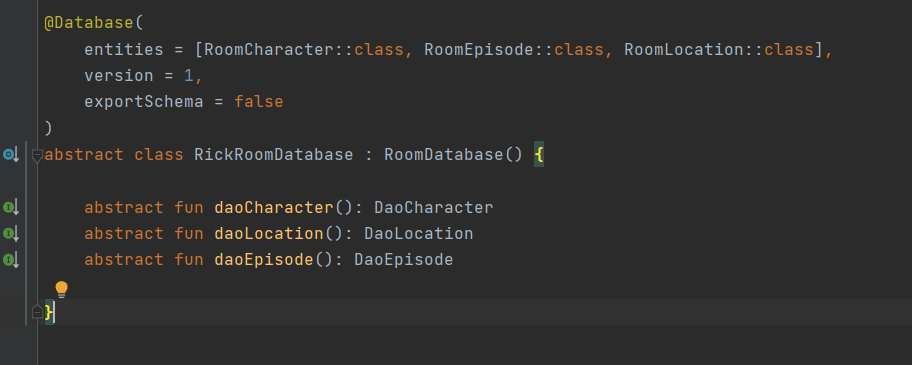 @Database(
    entities = [RoomCharacter::class, RoomEpisode::class, RoomLocation::class],
    version = 1,
    exportSchema = false
)
abstract class RickRoomDatabase : RoomDatabase() {
    abstract fun daoCharacter(): DaoCharacter
    abstract fun daoLocation(): DaoLocation
    abstract fun daoEpisode(): DaoEpisode
}